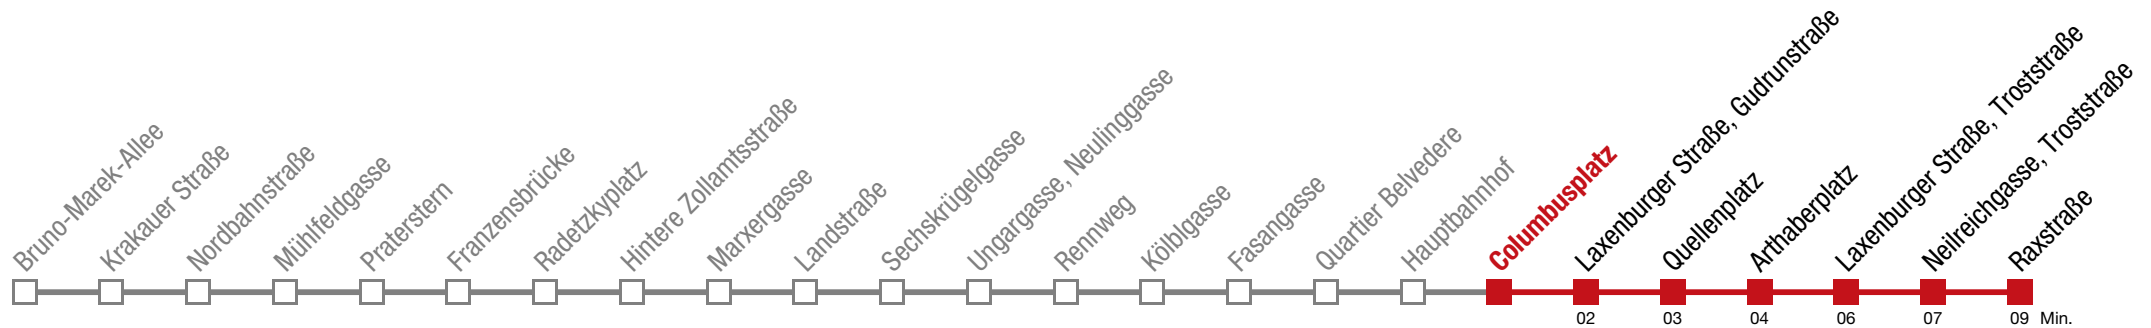 Bruno-Marek-Allee
Krakauer Straße
Nordbahnstraße
Mühlfeldgasse
Praterstern
Franzensbrücke
Radetzkyplatz
Hintere Zollamtsstraße
Marxergasse
Landstraße
Sechskrügelgasse
Ungargasse, Neulinggasse
Rennweg
Kölblgasse
Fasangasse
Quartier Belvedere
Hauptbahnhof
Columbusplatz
Laxenburger Straße, Gudrunstraße
Quellenplatz
Arthaberplatz
Laxenburger Straße, Troststraße
Neilreichgasse, Troststraße
Raxstraße
02 03 04 06 07 09 Min.